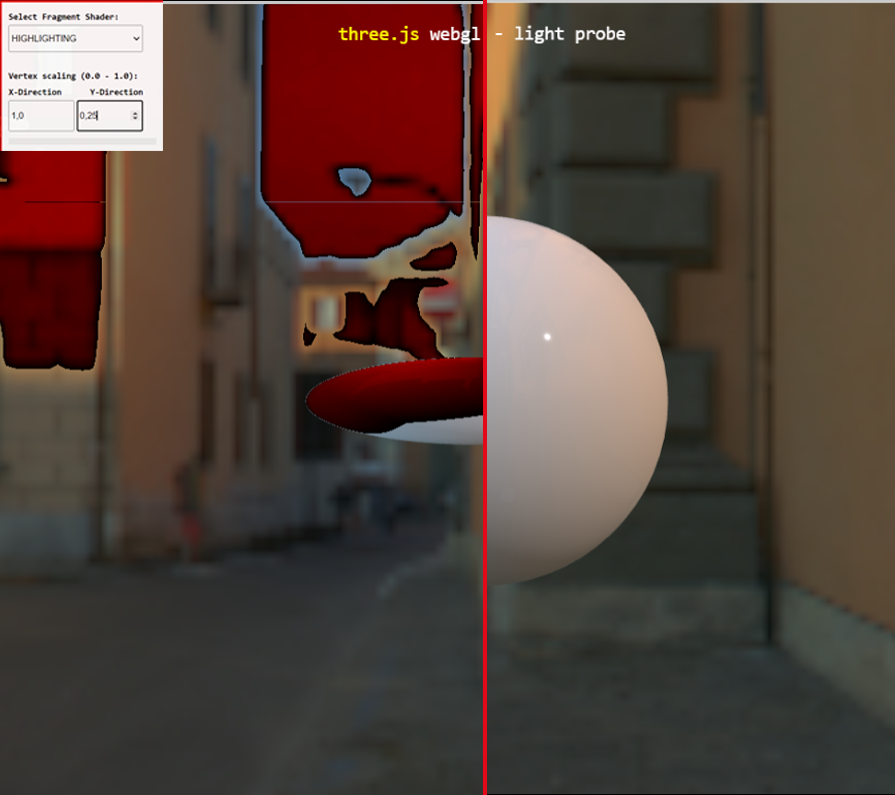 Select Fragment Shader:
HIGHLIGHTING
Vertex scaling (0.0 - 1.0):
X-Direction Y-Direction
1,0 0,25
three.js webgl - light probe